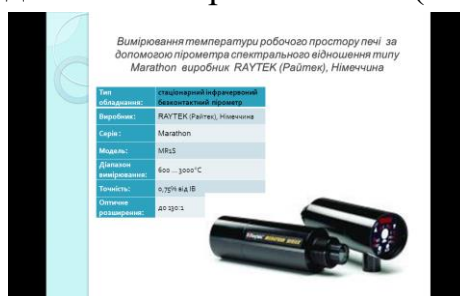 Вимірювання температури робочого простору печі за
допомогою пірометра спектрального відношення типу
Marathon виробник RAYTEK (Райтек), Німеччина
Тип обладнання: стаціонарний інфрачервоний безконтактний пірометр
Виробник: RAYTEK (Райтек), Німеччина
Серія: Marathon
Модель: MR1S
Діапазон вимірювання: 600 ... 3000°C
Точність: 0,75% від ІВ
Оптичне розширення: до 130:1